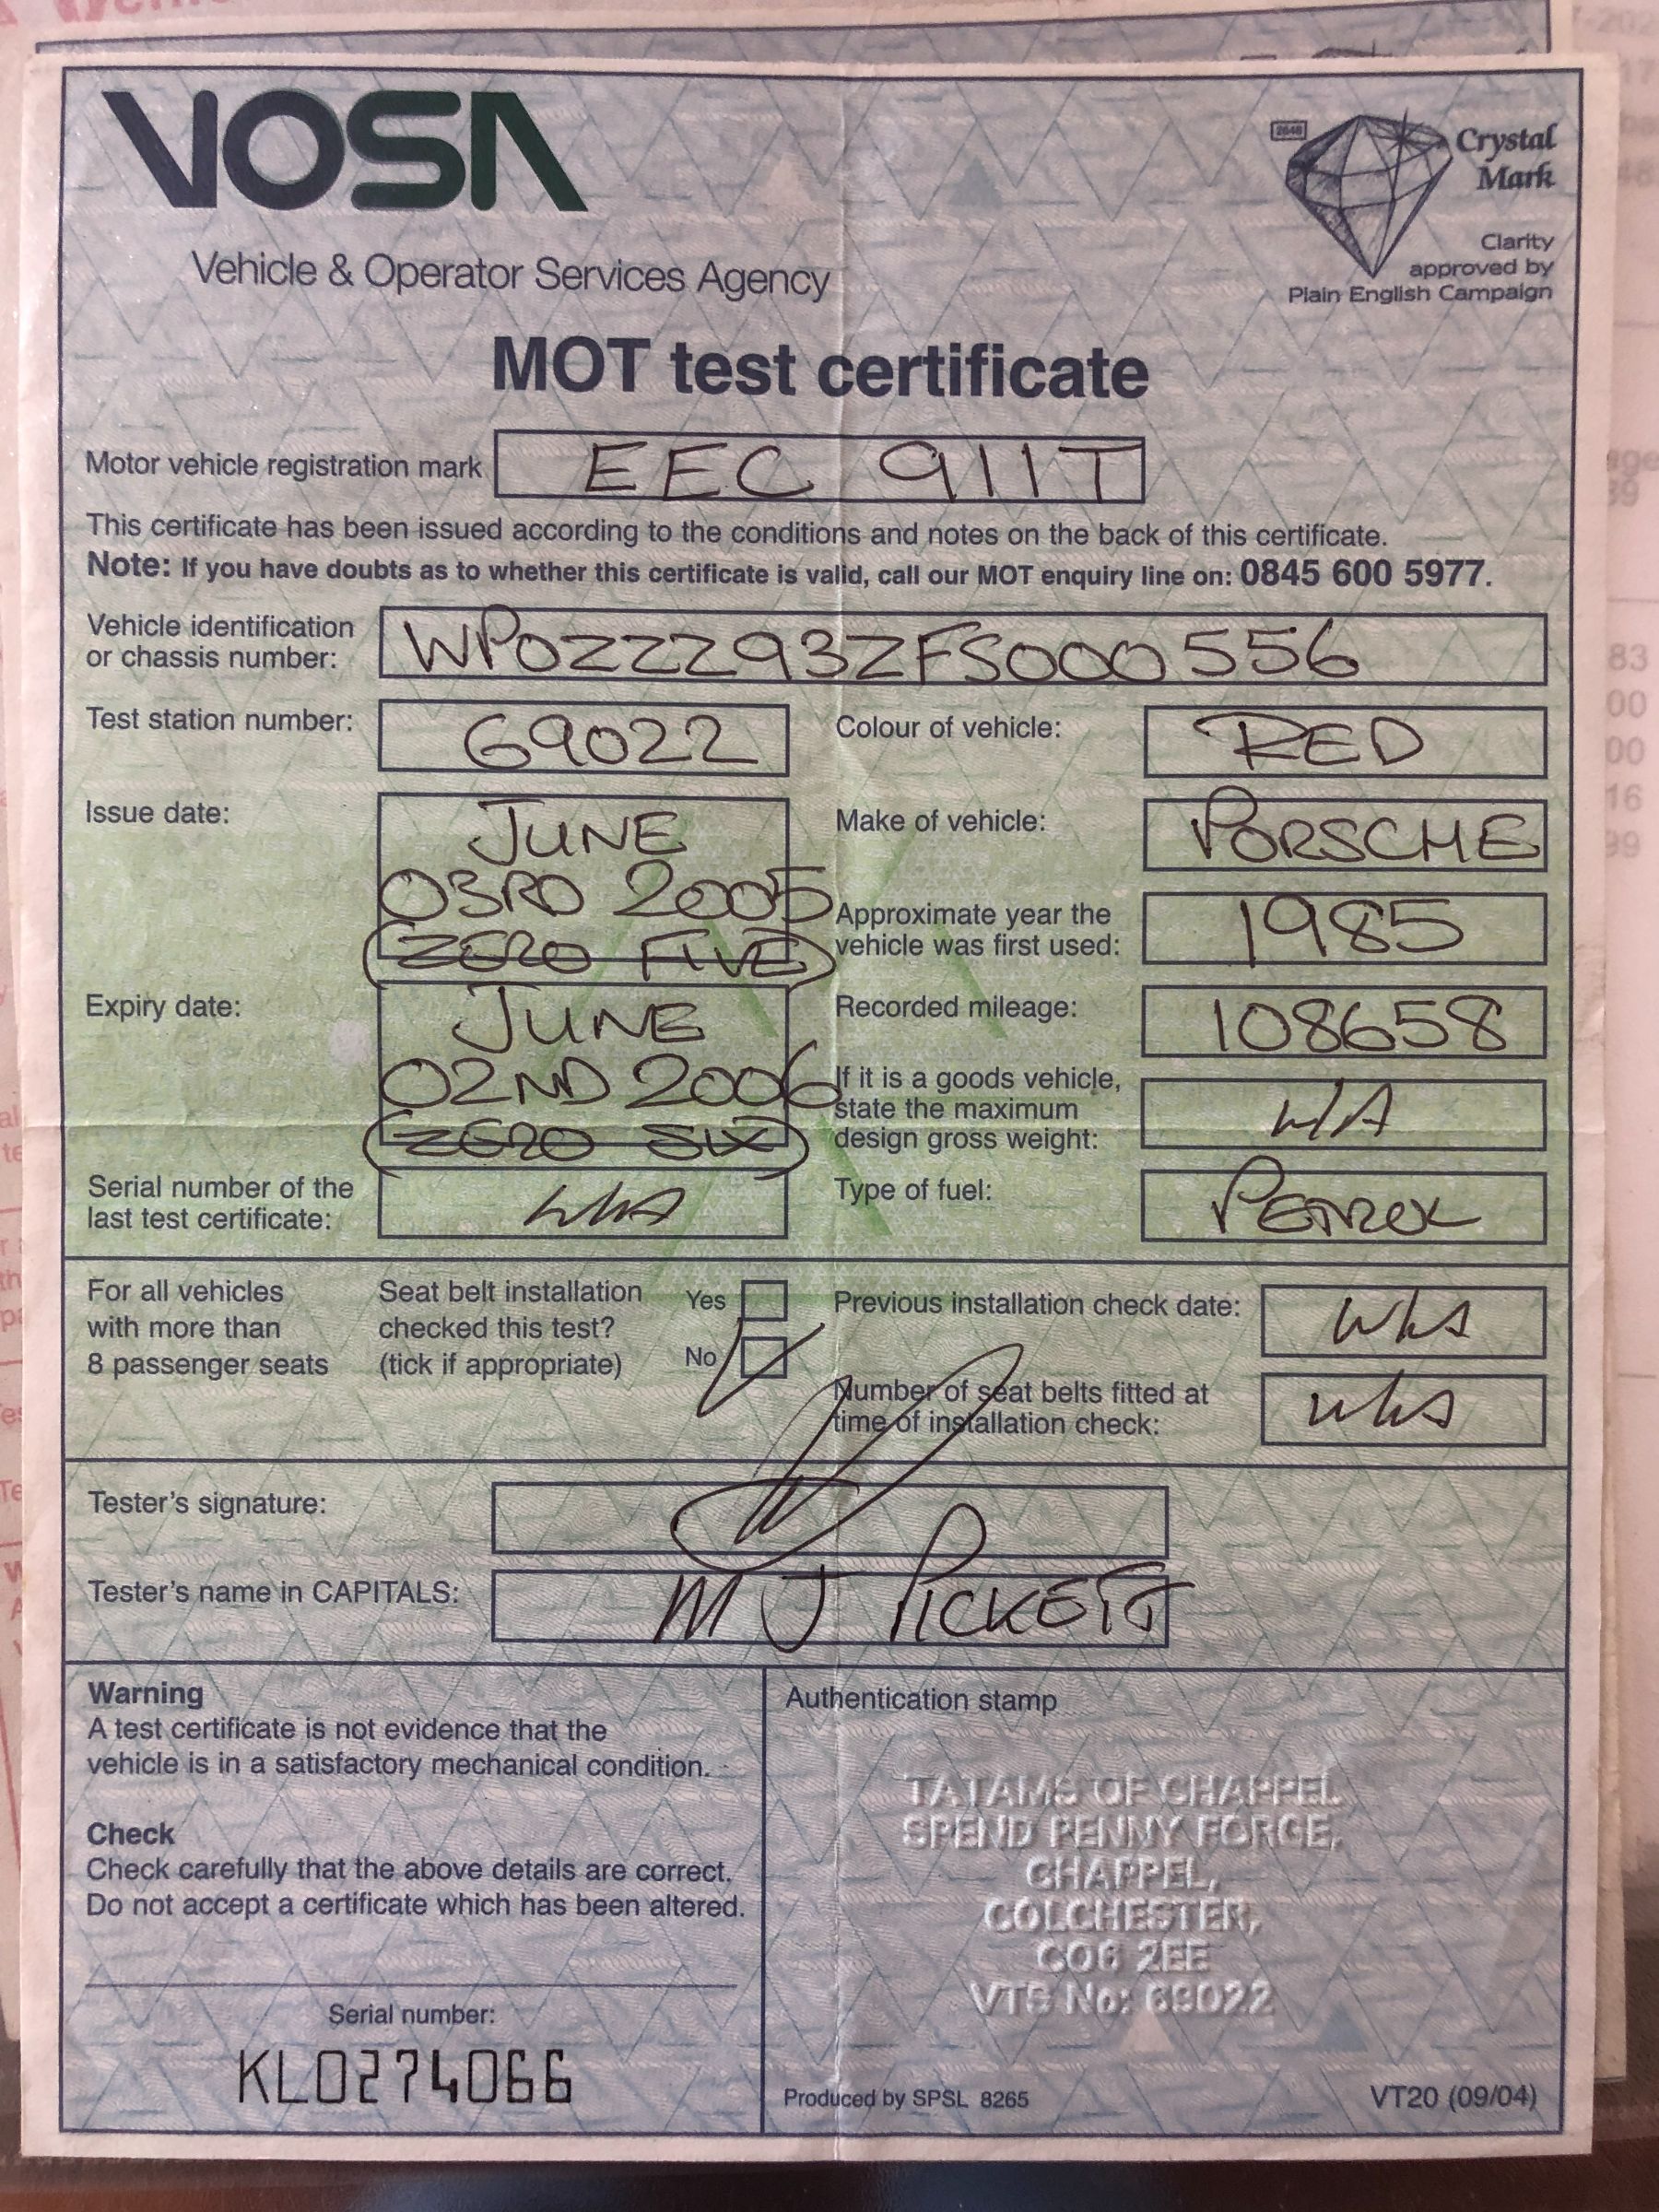 VOSA
Vehicle & Operator Services Agency
2646
Crystal
Mark
Clarity
approved by
Plain English Campaign
MOT test certificate
Motor vehicle registration mark EEC 911T
This certificate has been issued according to the conditions and notes on the back of this certificate.
Note: If you have doubts as to whether this certificate is valid, call our MOT enquiry line on: 0845 600 5977.
Vehicle identification
or chassis number: WP0ZZZ93ZFS000556
Test station number: 69022
Colour of vehicle: RED
Issue date: JUNE
03RD 2005
ZERO FIVE
Make of vehicle: PORSCHE
Approximate year the
vehicle was first used: 1985
Expiry date: JUNE
02ND 2006
ZERO SIX
Recorded mileage: 108658
If it is a goods vehicle,
state the maximum
design gross weight: N/A
Serial number of the
last test certificate:
Type of fuel: PETROL
For all vehicles
with more than
8 passenger seats
Seat belt installation
checked this test?
(tick if appropriate)
Yes
No
Previous installation check date:
Number of seat belts fitted at
time of installation check:
Tester's signature:
Tester's name in CAPITALS: M J PICKETT
Warning
A test certificate is not evidence that the
vehicle is in a satisfactory mechanical condition.
Check
Check carefully that the above details are correct.
Do not accept a certificate which has been altered.
Serial number:
KL0274066
Authentication stamp
TATAMS OF CHAPPEL
SPEND PENNY FORGE,
CHAPPEL,
COLCHESTER,
CO6 2EE
VTS No: 69022
Produced by SPSL 8265
VT20 (09/04)